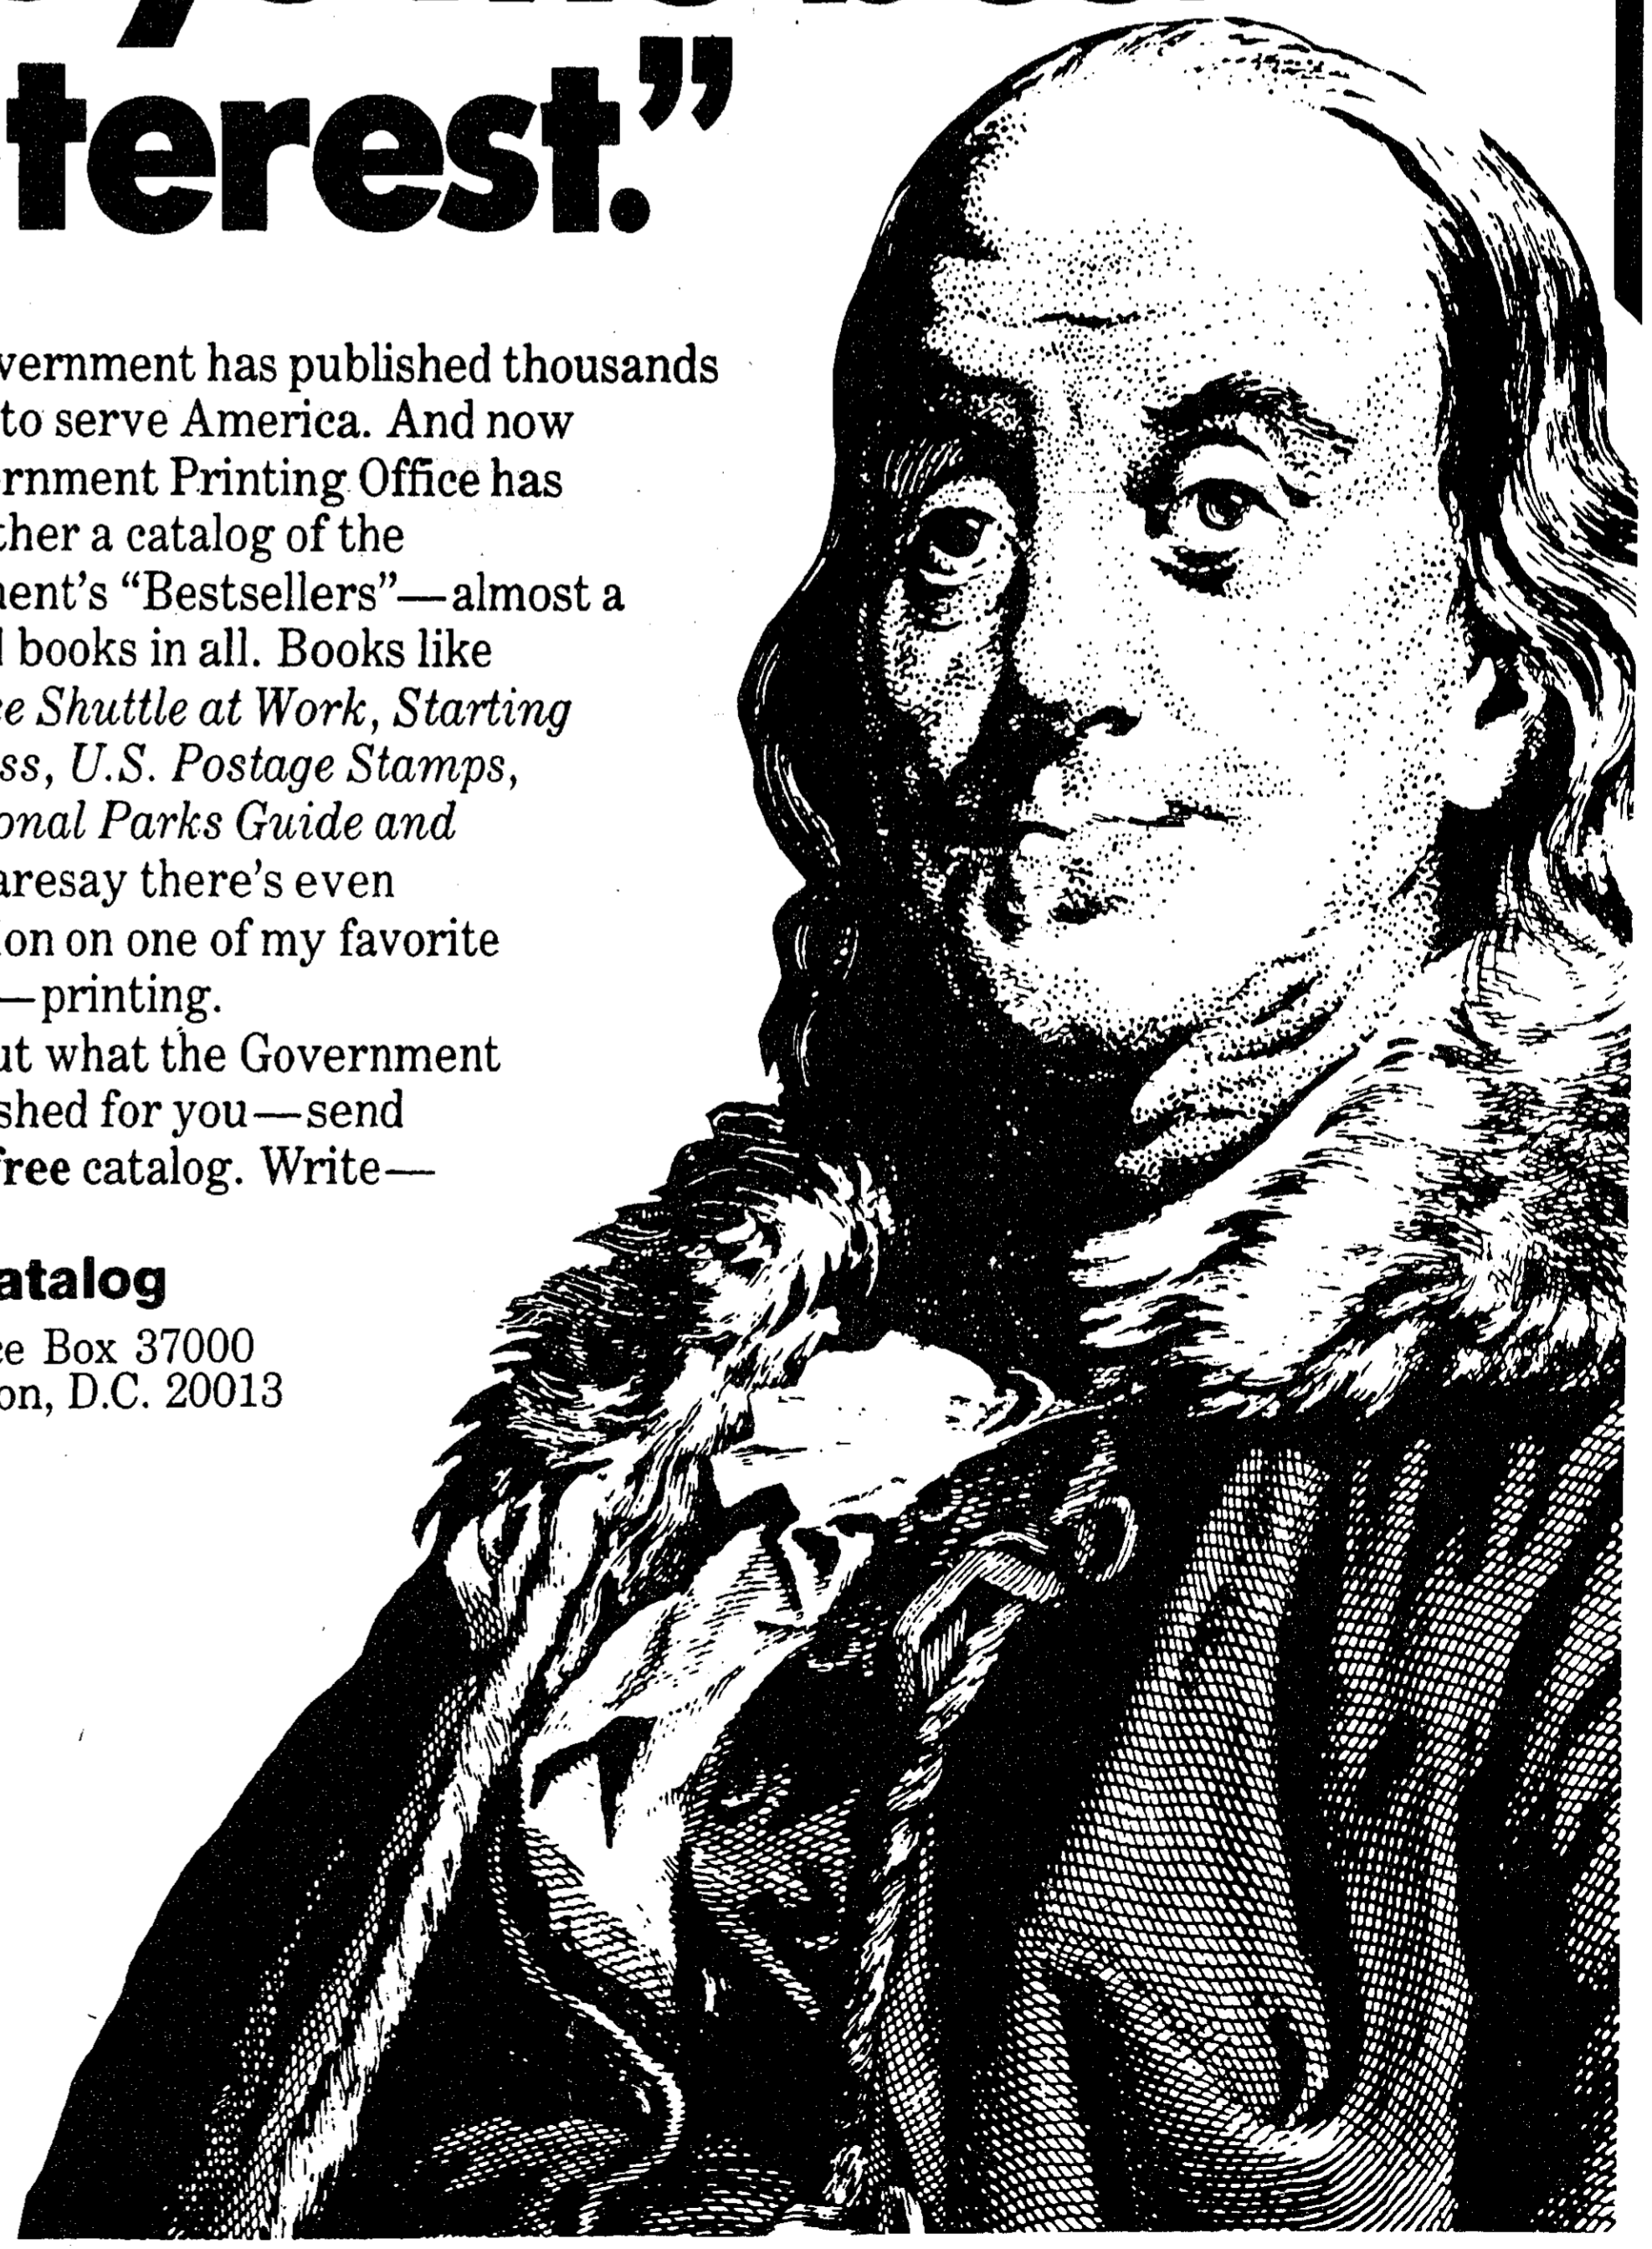 terest.”
vernment has published thousands
to serve America. And now
rnment Printing Office has
ther a catalog of the
ent's “Bestsellers”—almost a
books in all. Books like
e Shuttle at Work, Starting
ss, U.S. Postage Stamps,
onal Parks Guide and
aresay there's even
ion on one of my favorite
—printing.
ut what the Government
shed for you—send
free catalog. Write—
atalog
ce Box 37000
on, D.C. 20013